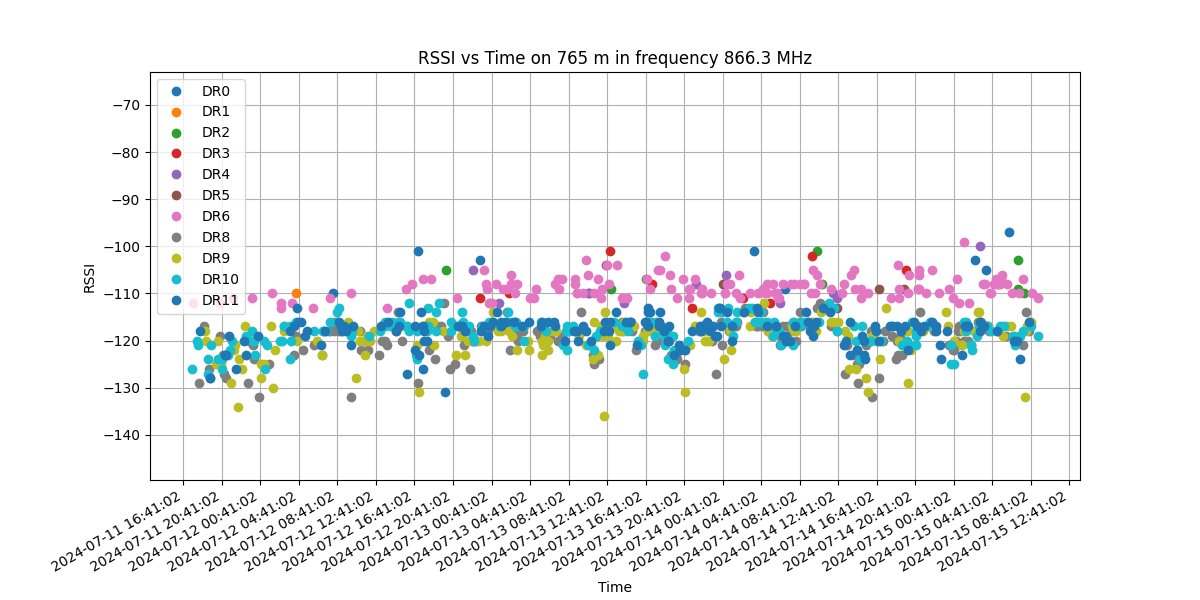 RSSI vs Time on 765 m in frequency 866.3 MHz
RSSI
−70
−80
−90
−100
−110
−120
−130
−140
DR0
DR1
DR2
DR3
DR4
DR5
DR6
DR8
DR9
DR10
DR11
2024-07-11 16:41:02
2024-07-11 20:41:02
2024-07-12 00:41:02
2024-07-12 04:41:02
2024-07-12 08:41:02
2024-07-12 12:41:02
2024-07-12 16:41:02
2024-07-12 20:41:02
2024-07-13 00:41:02
2024-07-13 04:41:02
2024-07-13 08:41:02
2024-07-13 12:41:02
2024-07-13 16:41:02
2024-07-13 20:41:02
2024-07-14 00:41:02
2024-07-14 04:41:02
2024-07-14 08:41:02
2024-07-14 12:41:02
2024-07-14 16:41:02
2024-07-14 20:41:02
2024-07-15 00:41:02
2024-07-15 04:41:02
2024-07-15 08:41:02
2024-07-15 12:41:02
Time